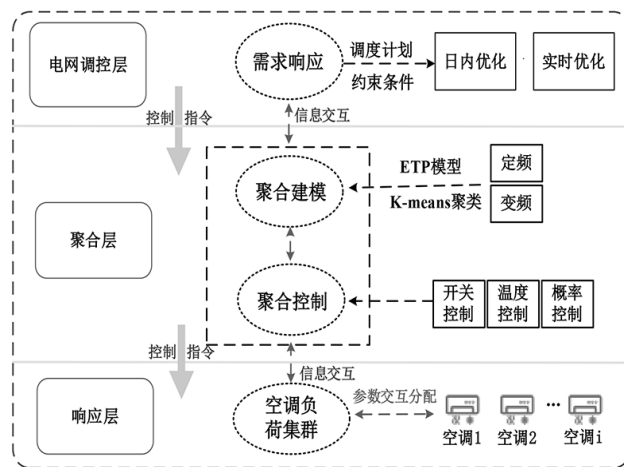 电网调控层
需求响应
调度计划
约束条件
日内优化
实时优化
控制 指令
信息交互
聚合层
聚合建模
ETP模型
K-means聚类
定频
变频
聚合控制
开关
控制
温度
控制
概率
控制
控制 指令
信息交互
响应层
空调负
荷集群
参数交互分配
空调1
空调2
...
空调i